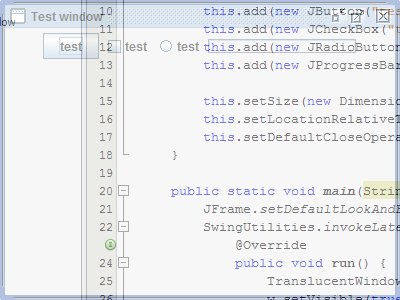 Test window
dow
test
test
test
10 this.add(new JButton("tes
11 this.add(new JCheckBox("t
12 this.add(new JRadioButton
13 this.add(new JProgressBar
14
15 this.setSize(new Dimensio
16 this.setLocationRelativeT
17 this.setDefaultCloseOpera
18 }
19
20 public static void main(Strin
21 JFrame.setDefaultLookAndF
22 SwingUtilities.invokeLate
23 @Override
24 public void run() {
25 TranslucentWindow
26 w.setVisible(true